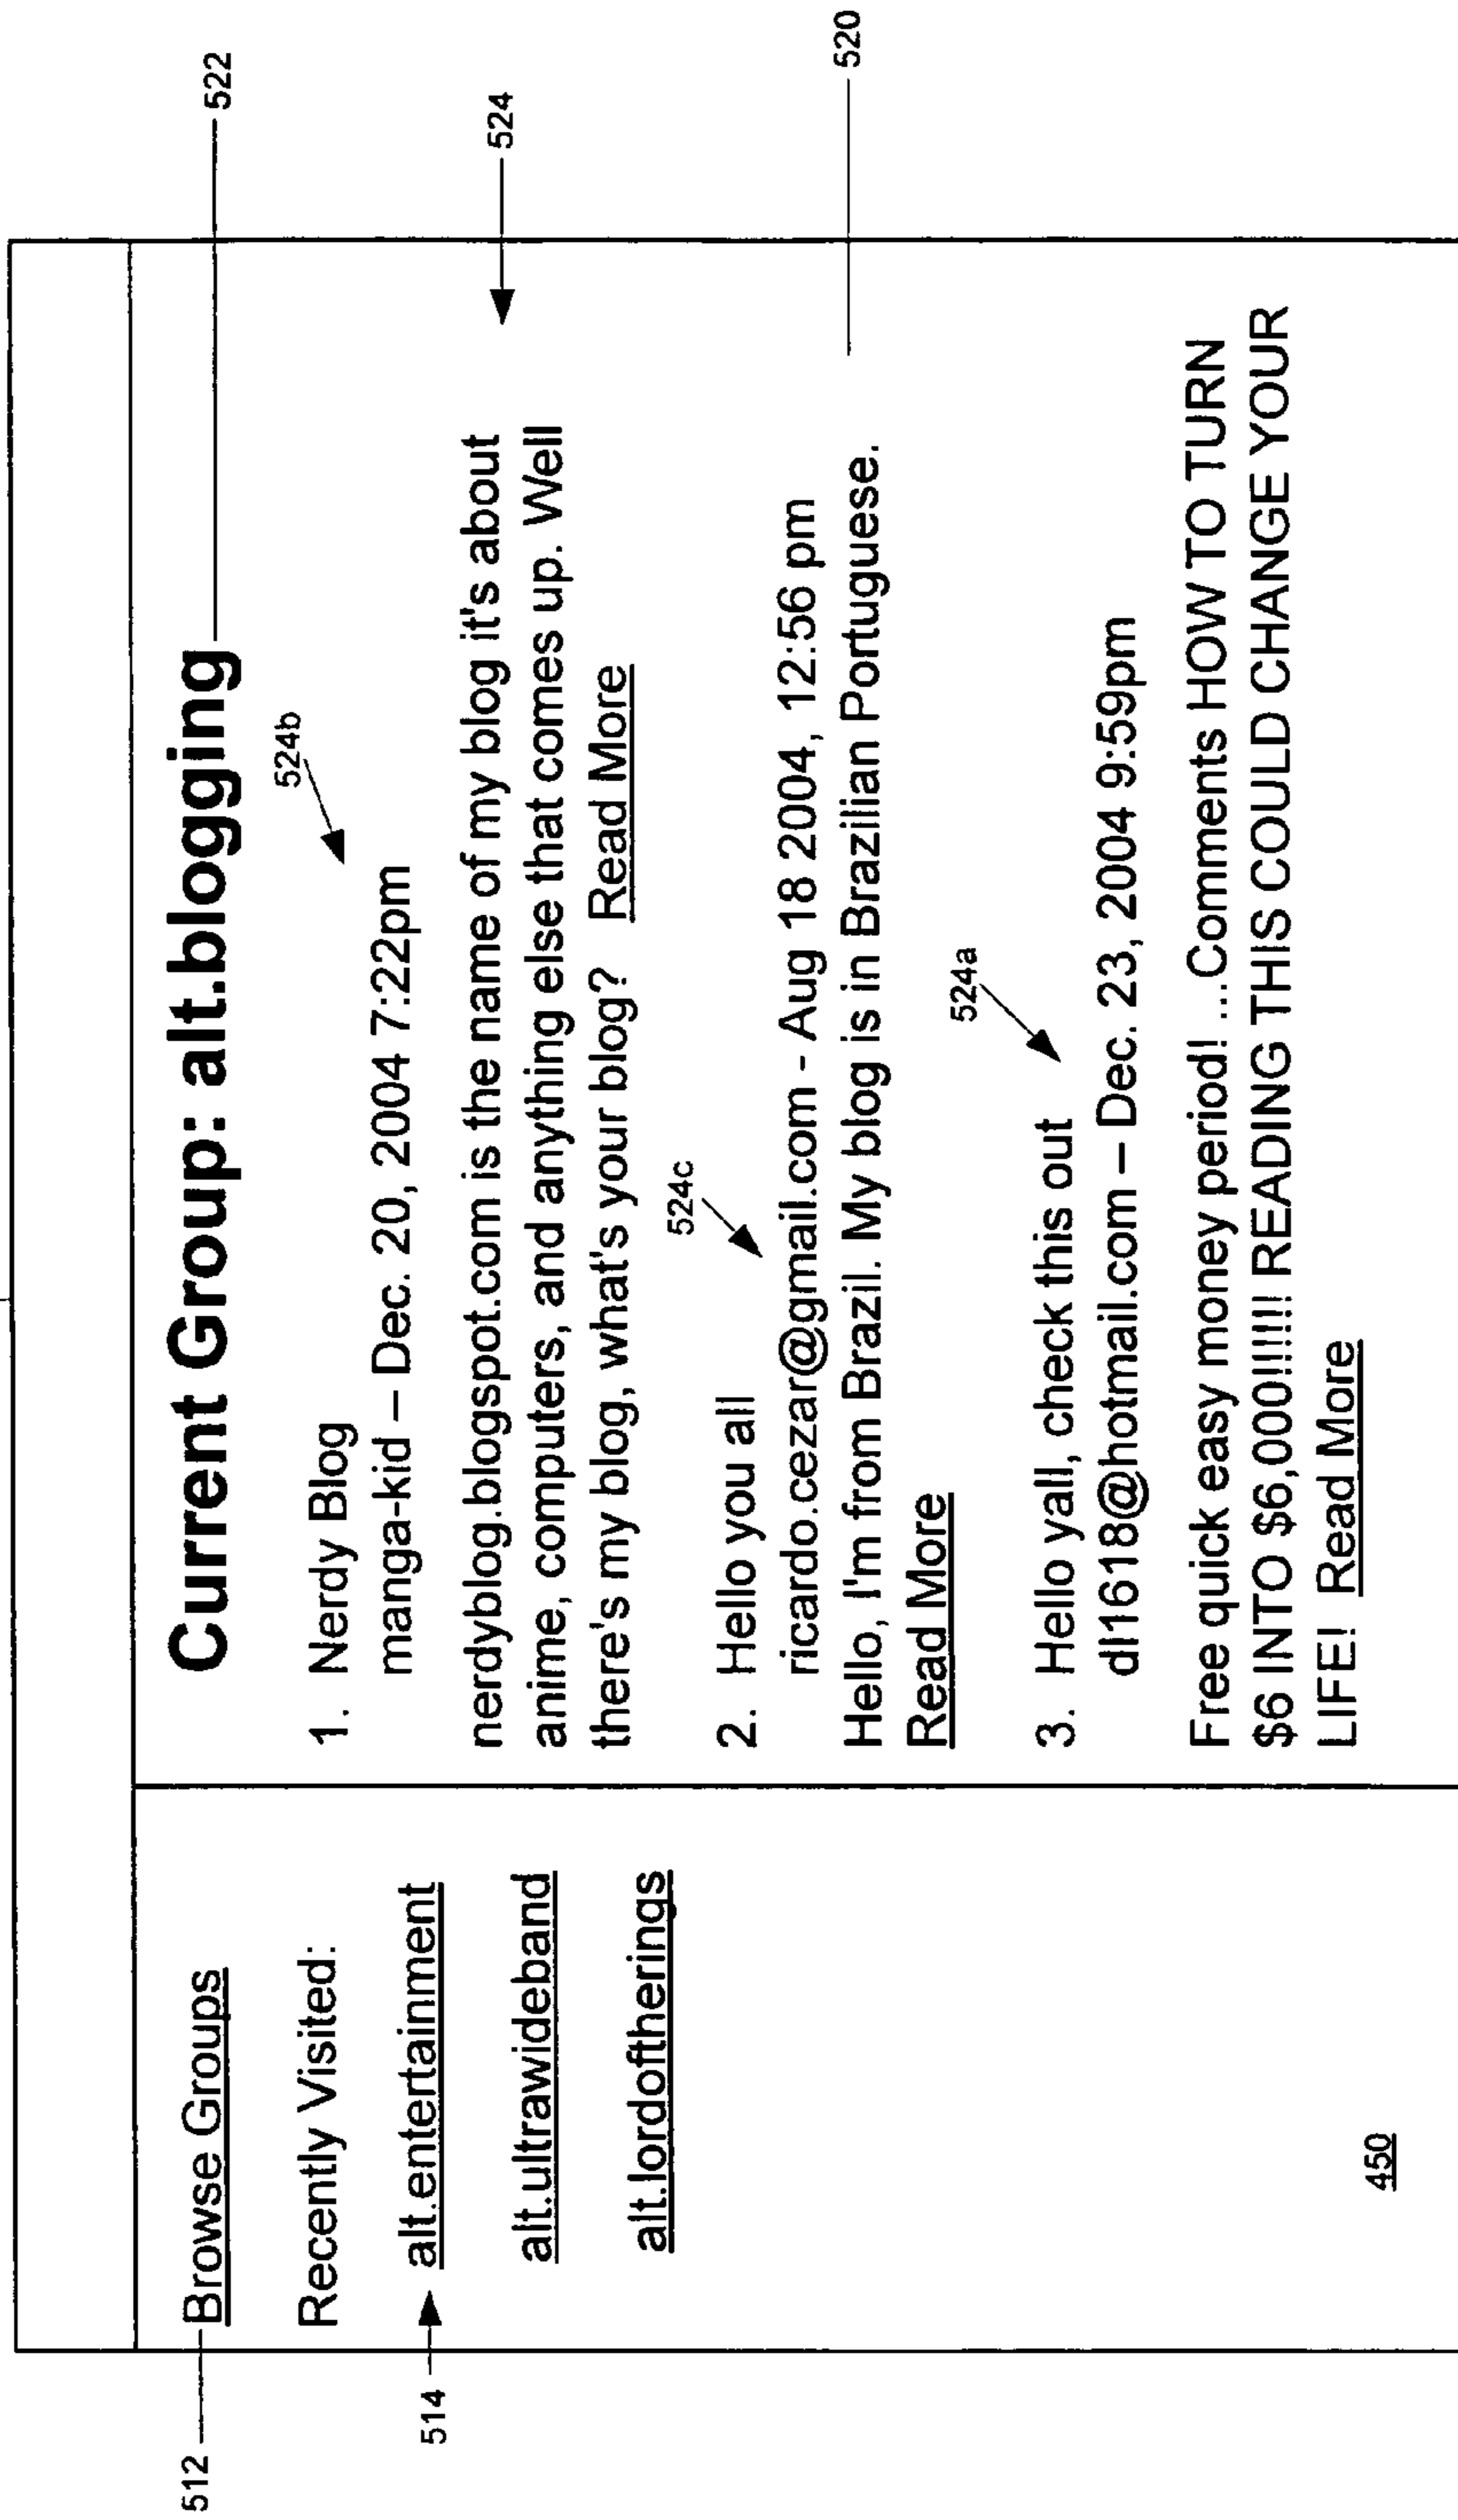 512
Browse Groups
Recently Visited:
514
alt.entertainment
alt.ultrawideband
alt.lordoftherings
450
Current Group: alt.blogging
522
524b
1. Nerdy Blog
manga-kid – Dec. 20, 2004 7:22pm
524
nerdyblog.blogspot.com is the name of my blog it's about
anime, computers, and anything else that comes up. Well
there's my blog, what's your blog? Read More
524c
2. Hello you all
ricardo.cezar@gmail.com - Aug 18 2004, 12:56 pm
520
Hello, I'm from Brazil. My blog is in Brazilian Portuguese.
Read More
524a
3. Hello yall, check this out
dl1618@hotmail.com – Dec. 23, 2004 9:59pm
Free quick easy money period! ...Comments HOW TO TURN
$6 INTO $6,000!!!!!!! READING THIS COULD CHANGE YOUR
LIFE! Read More